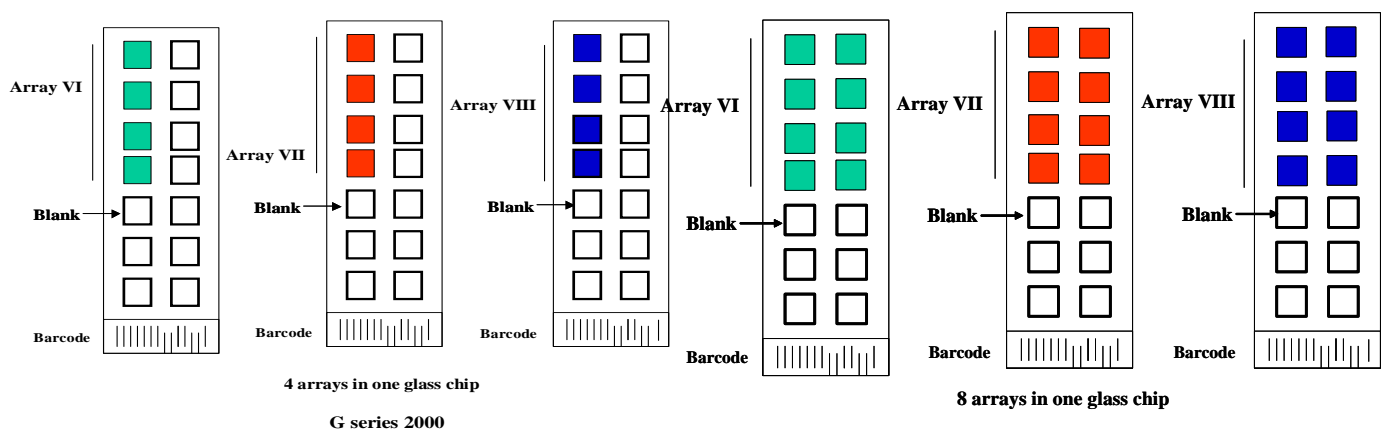 Array VI
Blank
Barcode
Array VII
Blank
Barcode
Array VIII
Blank
Barcode
4 arrays in one glass chip
G series 2000
Array VI
Blank
Barcode
Array VII
Blank
Barcode
Array VIII
Blank
Barcode
8 arrays in one glass chip